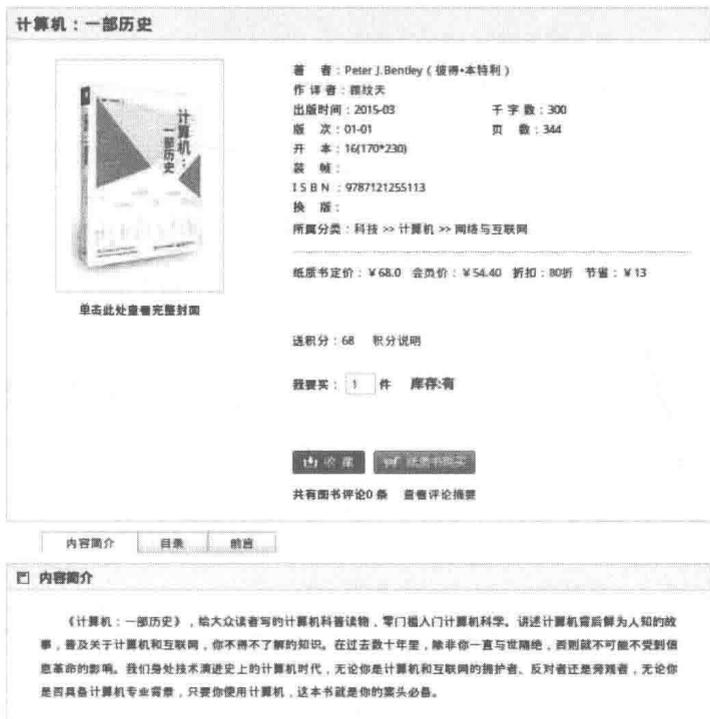 计算机：一部历史
著　者：Peter J.Bentley（彼得•本特利）
作 译 者：顾纹天
出版时间：2015-03　　千 字 数：300
版　次：01-01　　页　数：344
开　本：16(170*230)
装　帧：
I S B N ：9787121255113
换　版：
所属分类：科技 >> 计算机 >> 网络与互联网
纸质书定价：￥68.0 会员价：￥54.40 折扣：80折 节省：￥13
计算机：
一部历史
单击此处查看完整封面
送积分：68　积分说明
我要买：1 件　库存:有
收 藏　纸质书购买
共有图书评论0 条　查看评论摘要
内容简介　目录　前言
内容简介
《计算机：一部历史》，给大众读者写的计算机科普读物，零门槛入门计算机科学。讲述计算机背后鲜为人知的故
事，普及关于计算机和互联网，你不得不了解的知识。在过去数十年里，除非你一直与世隔绝，否则就不可能不受到信
息革命的影响。我们身处技术演进史上的计算机时代，无论你是计算机和互联网的拥护者、反对者还是旁观者，无论你
是否具备计算机专业背景，只要你使用计算机，这本书就是你的案头必备。